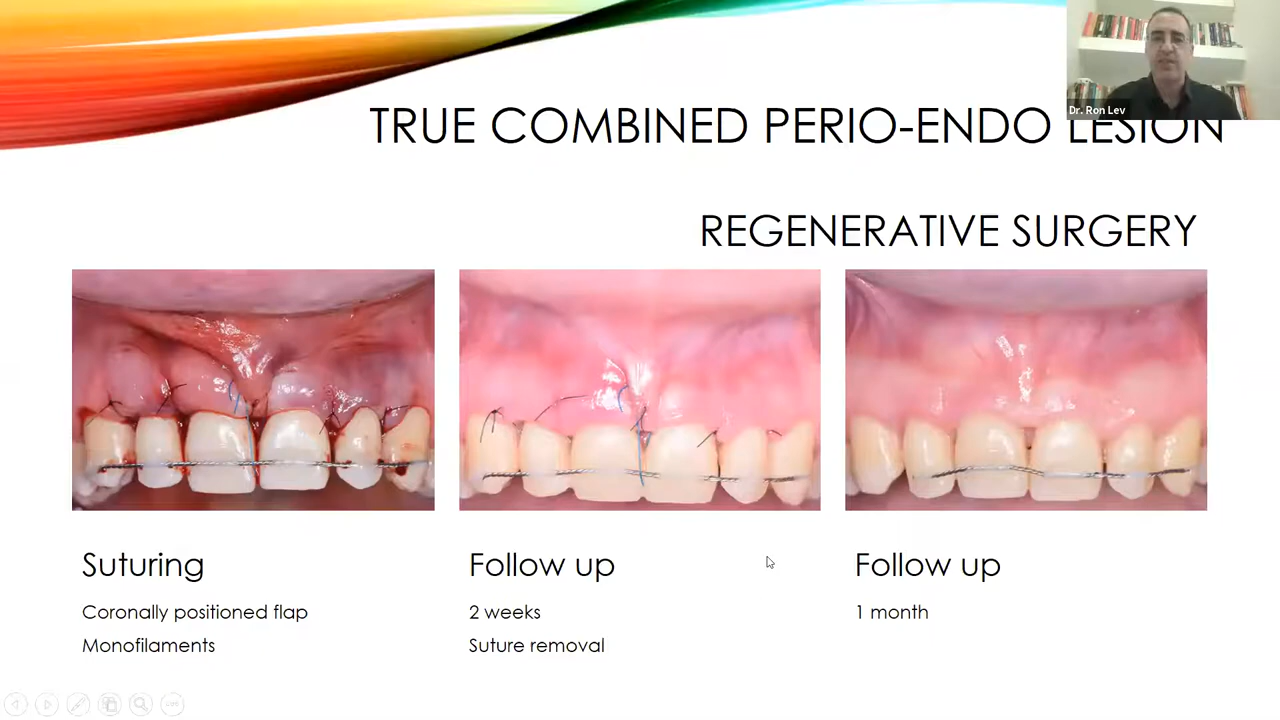 Dr. Ron Lev
TRUE COMBINED PERIO-ENDO LESION
REGENERATIVE SURGERY
Suturing
Coronally positioned flap
Monofilaments
Follow up
2 weeks
Suture removal
Follow up
1 month